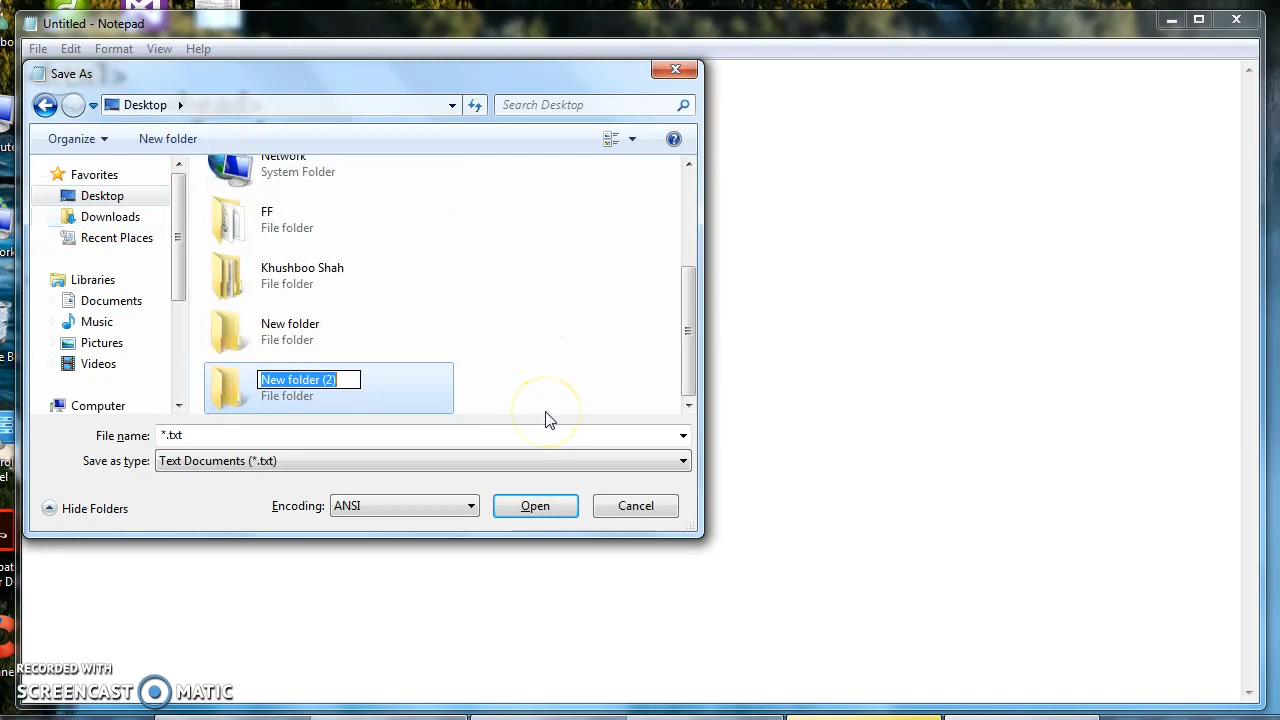 Untitled - Notepad
File Edit Format View Help
Save As
Desktop
Search Desktop
Organize New folder
Network
System Folder
Favorites
Desktop
Downloads
Recent Places
Libraries
Documents
Music
Pictures
Videos
Computer
FF
File folder
Khushboo Shah
File folder
New folder
File folder
New folder (2)
File folder
File name: *.txt
Save as type: Text Documents (*.txt)
Hide Folders
Encoding: ANSI
Open
Cancel
RECORDED WITH
SCREENCAST MATIC